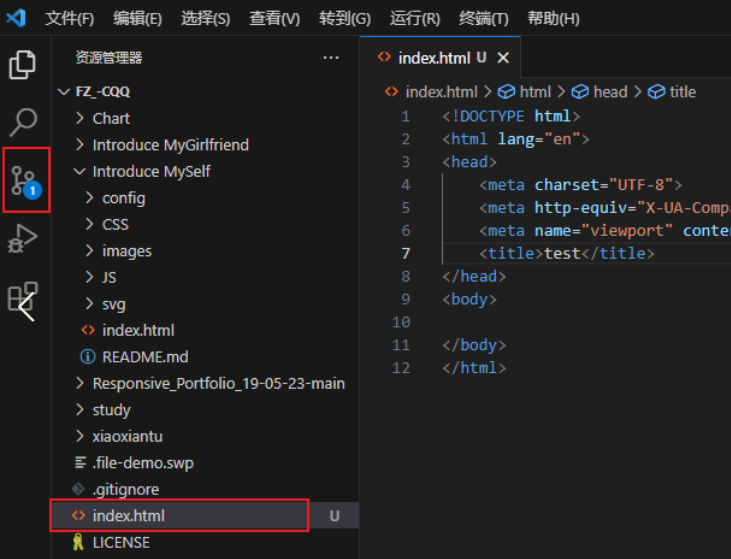 文件(F) 编辑(E) 选择(S) 查看(V) 转到(G) 运行(R) 终端(T) 帮助(H)
资源管理器 ···
FZ_-CQQ
Chart
Introduce MyGirlfriend
Introduce MySelf
config
CSS
images
JS
svg
index.html
README.md
Responsive_Portfolio_19-05-23-main
study
xiaoxiantu
.file-demo.swp
.gitignore
index.html U
LICENSE
1
index.html U
index.html > html > head > title
1 <!DOCTYPE html>
2 <html lang="en">
3 <head>
4 <meta charset="UTF-8">
5 <meta http-equiv="X-UA-Compa
6 <meta name="viewport" conten
7 <title>test</title>
8 </head>
9 <body>
10
11 </body>
12 </html>